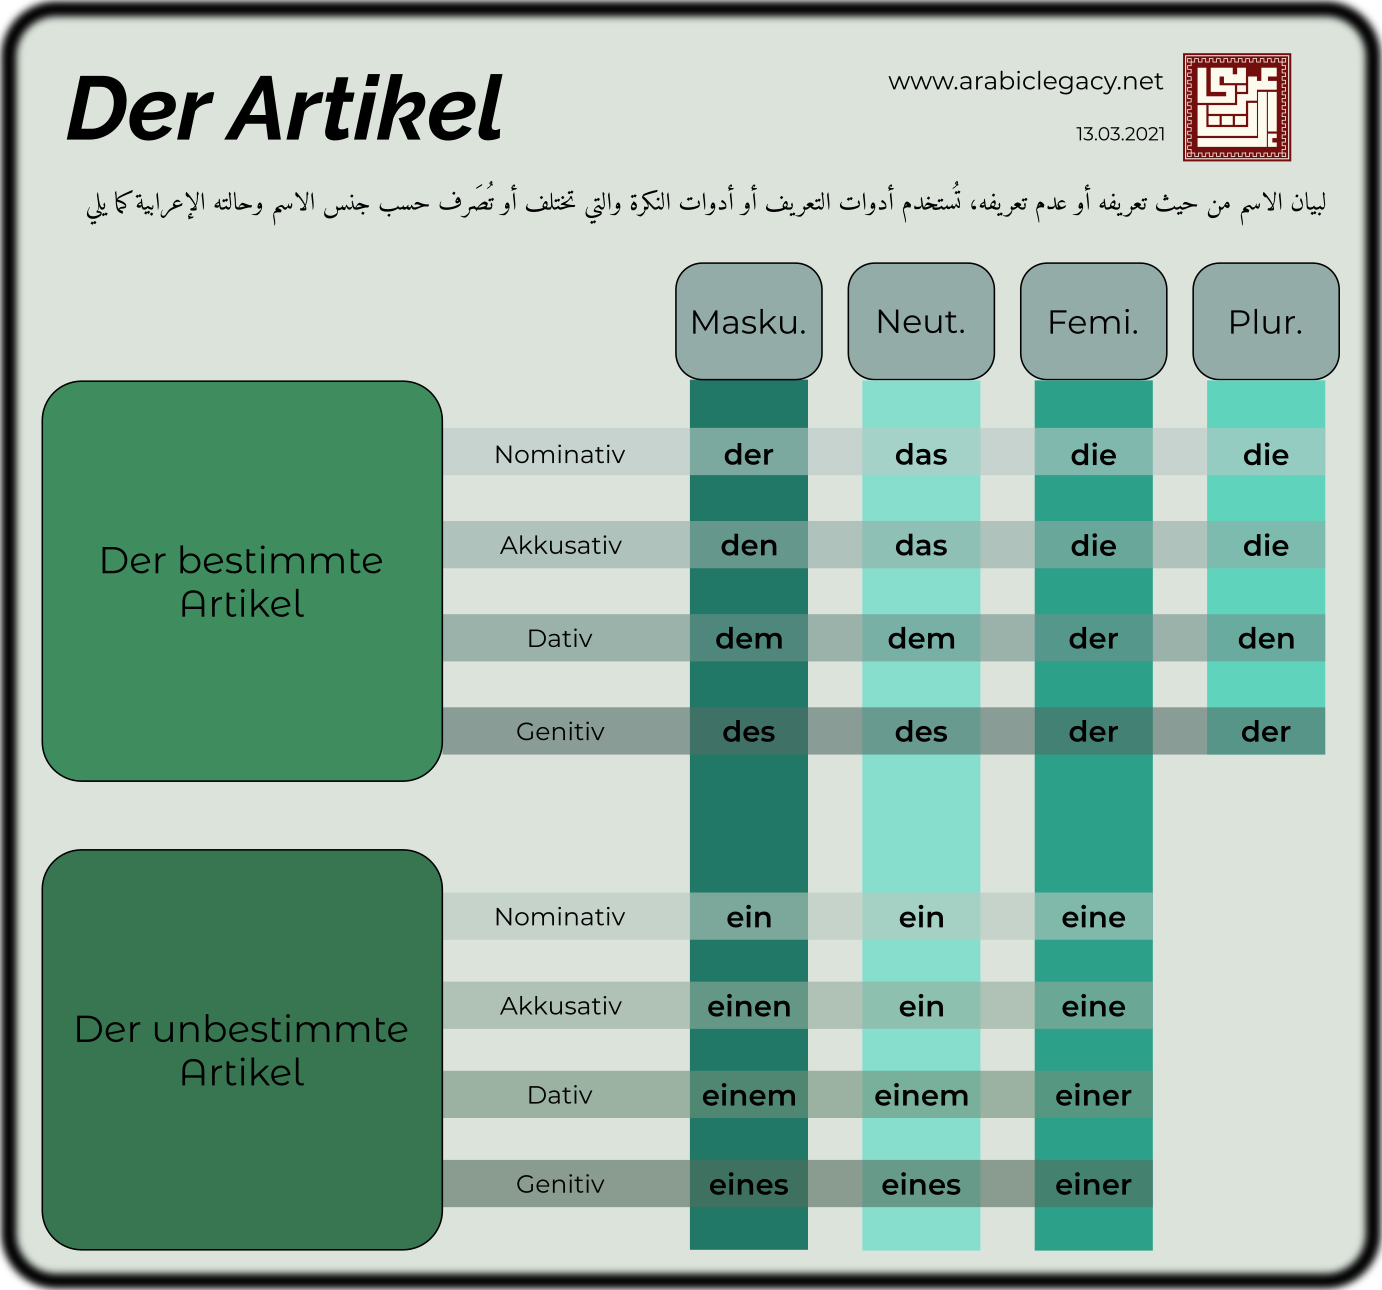 Der Artikel
www.arabiclegacy.net
13.03.2021
لبيان الاسم من حيث تعريفه أو عدم تعريفه، تُستخدم أدوات التعريف أو أدوات النكرة والتي تختلف أو تُصَرف حسب جنس الاسم وحالته الإعرابية كما يلي
Masku. Neut. Femi. Plur.
Der bestimmte
Artikel
Nominativ der das die die
Akkusativ den das die die
Dativ dem dem der den
Genitiv des des der der
Der unbestimmte
Artikel
Nominativ ein ein eine
Akkusativ einen ein eine
Dativ einem einem einer
Genitiv eines eines einer